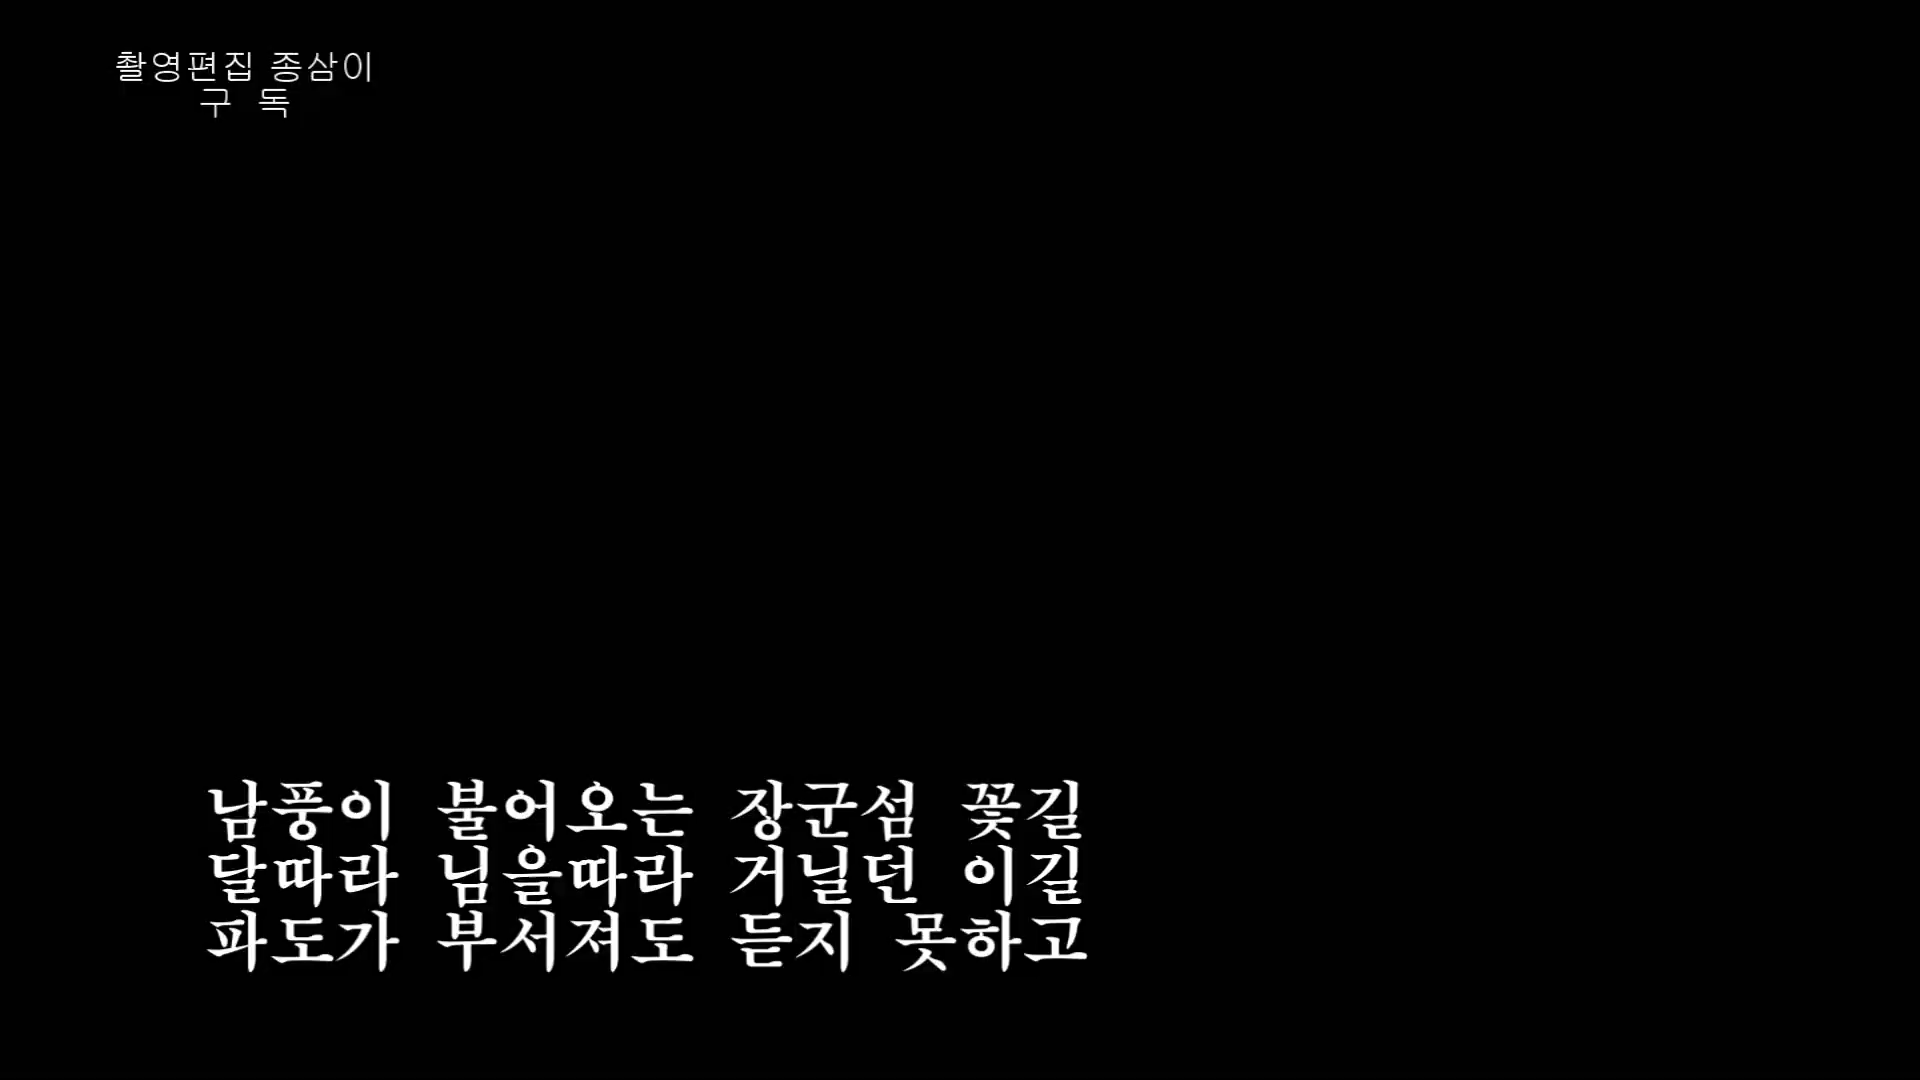 촬영편집 종삼이
구 독
남풍이 불어오는 장군섬 꽃길
달따라 님을따라 거닐던 이길
파도가 부서져도 듣지 못하고